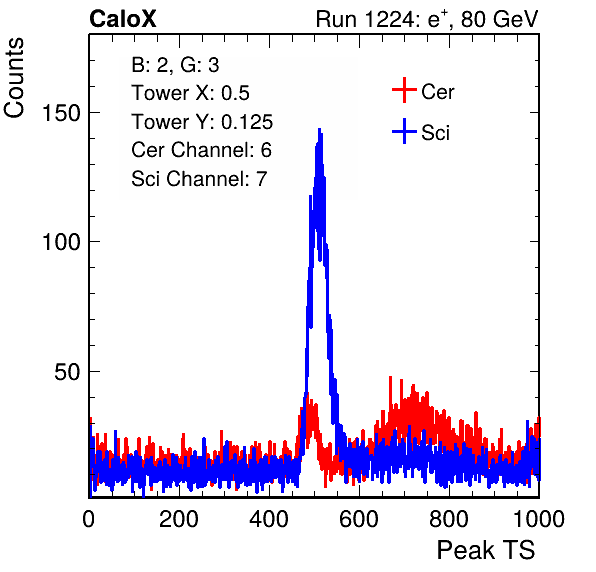 CaloX
Run 1224: e+, 80 GeV
Counts
B: 2, G: 3
Tower X: 0.5
Tower Y: 0.125
Cer Channel: 6
Sci Channel: 7
Cer
Sci
150
100
50
0 200 400 600 800 1000
Peak TS